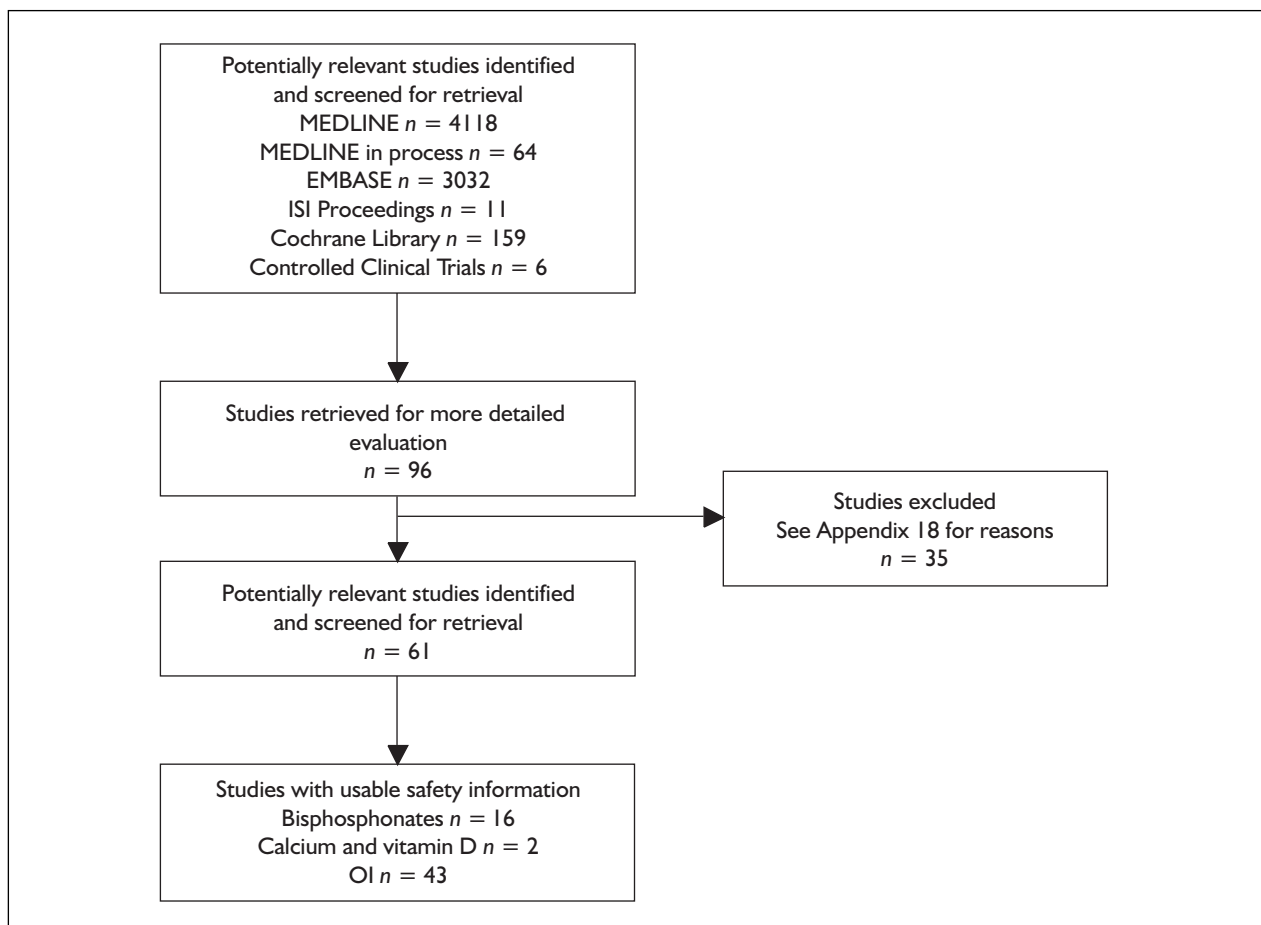 Potentially relevant studies identified
and screened for retrieval
MEDLINE n = 4118
MEDLINE in process n = 64
EMBASE n = 3032
ISI Proceedings n = 11
Cochrane Library n = 159
Controlled Clinical Trials n = 6
Studies retrieved for more detailed
evaluation
n = 96
Studies excluded
See Appendix 18 for reasons
n = 35
Potentially relevant studies identified
and screened for retrieval
n = 61
Studies with usable safety information
Bisphosphonates n = 16
Calcium and vitamin D n = 2
OI n = 43